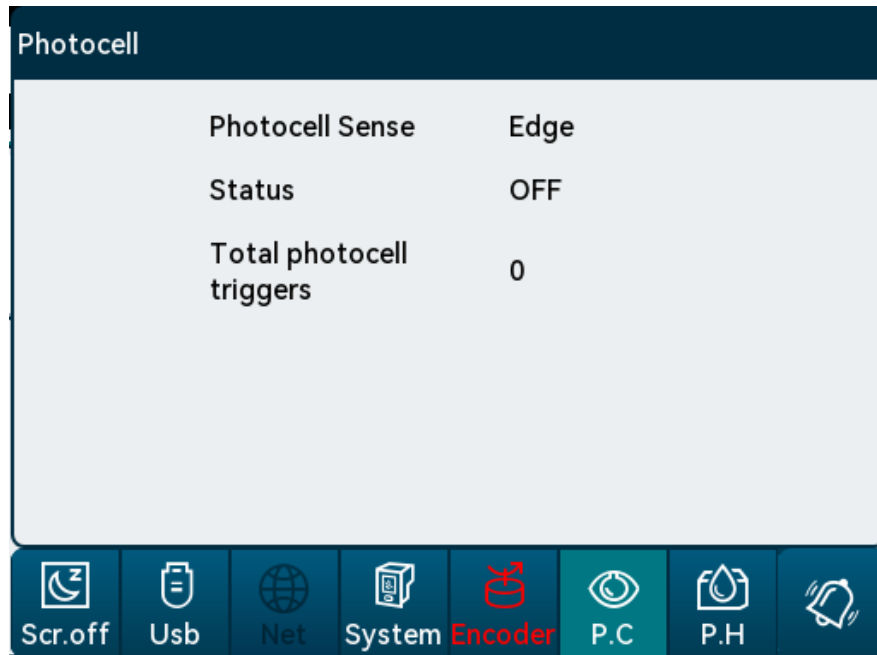 Photocell
Photocell Sense Edge
Status OFF
Total photocell
triggers 0
Scr.off Usb Net System Encoder P.C P.H